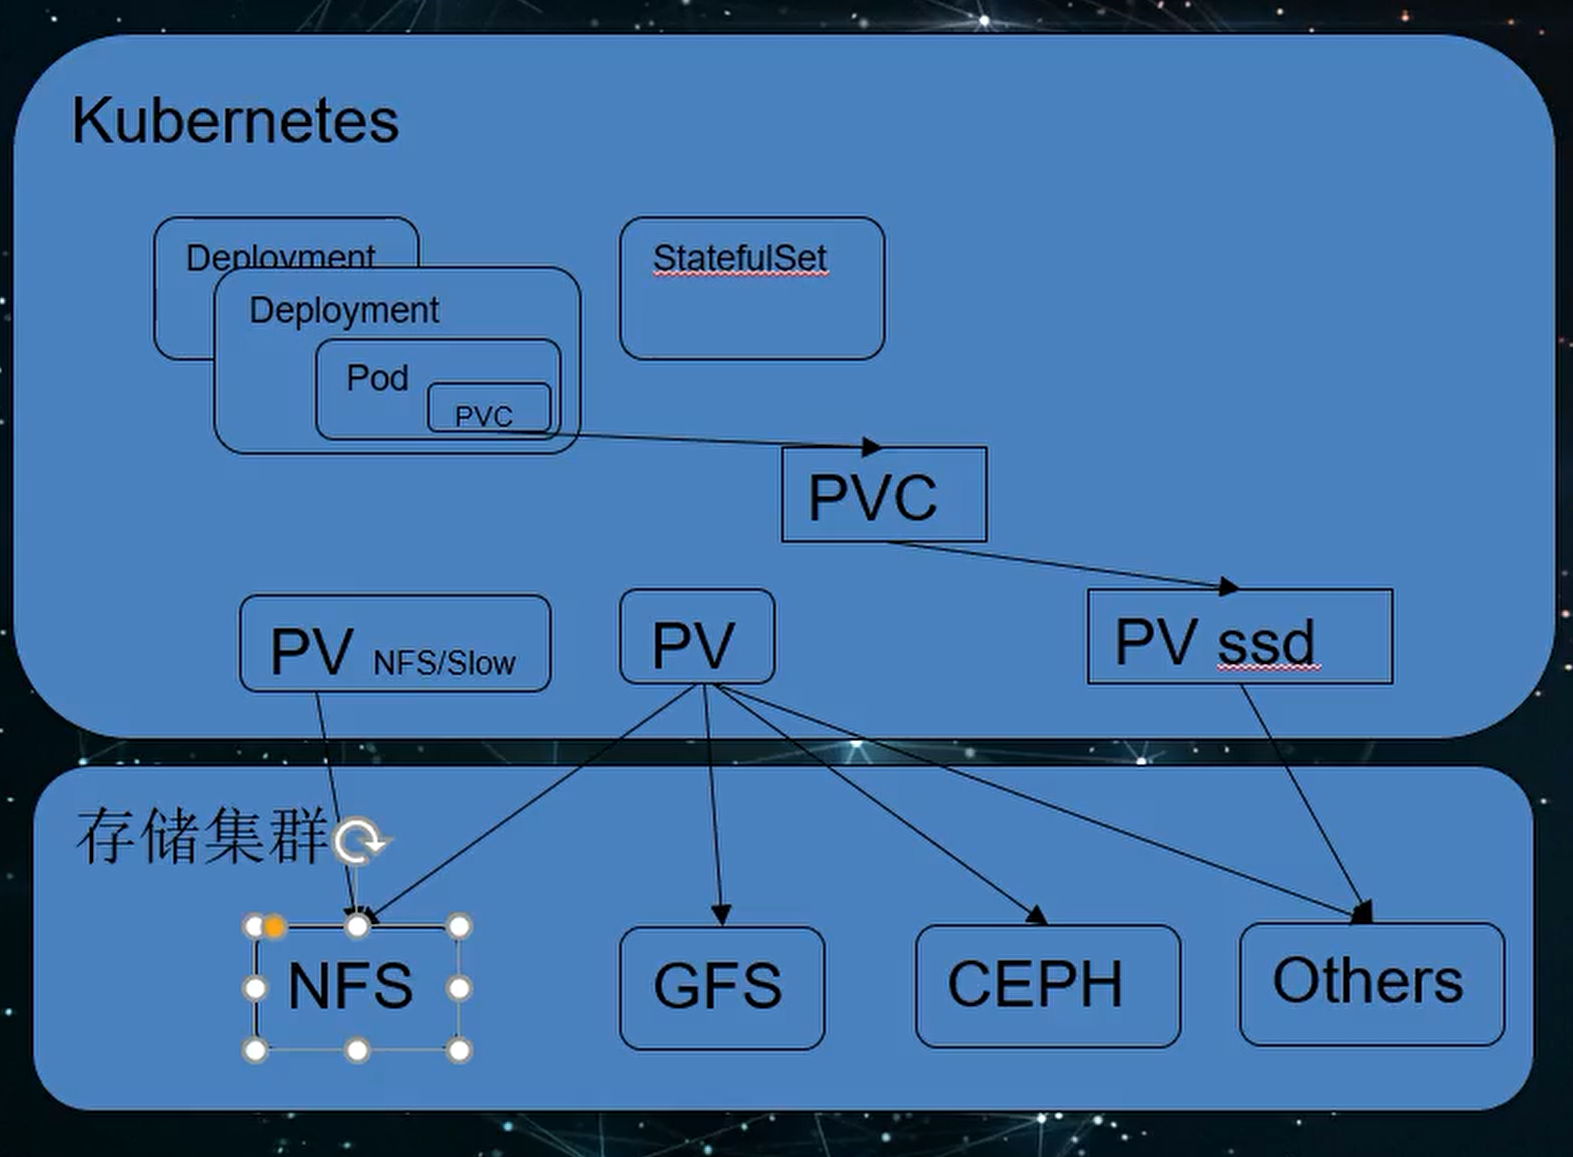 Kubernetes
Deployment
StatefulSet
Deployment
Pod
PVC
PVC
PV NFS/Slow
PV
PV ssd
存储集群
NFS
GFS
CEPH
Others